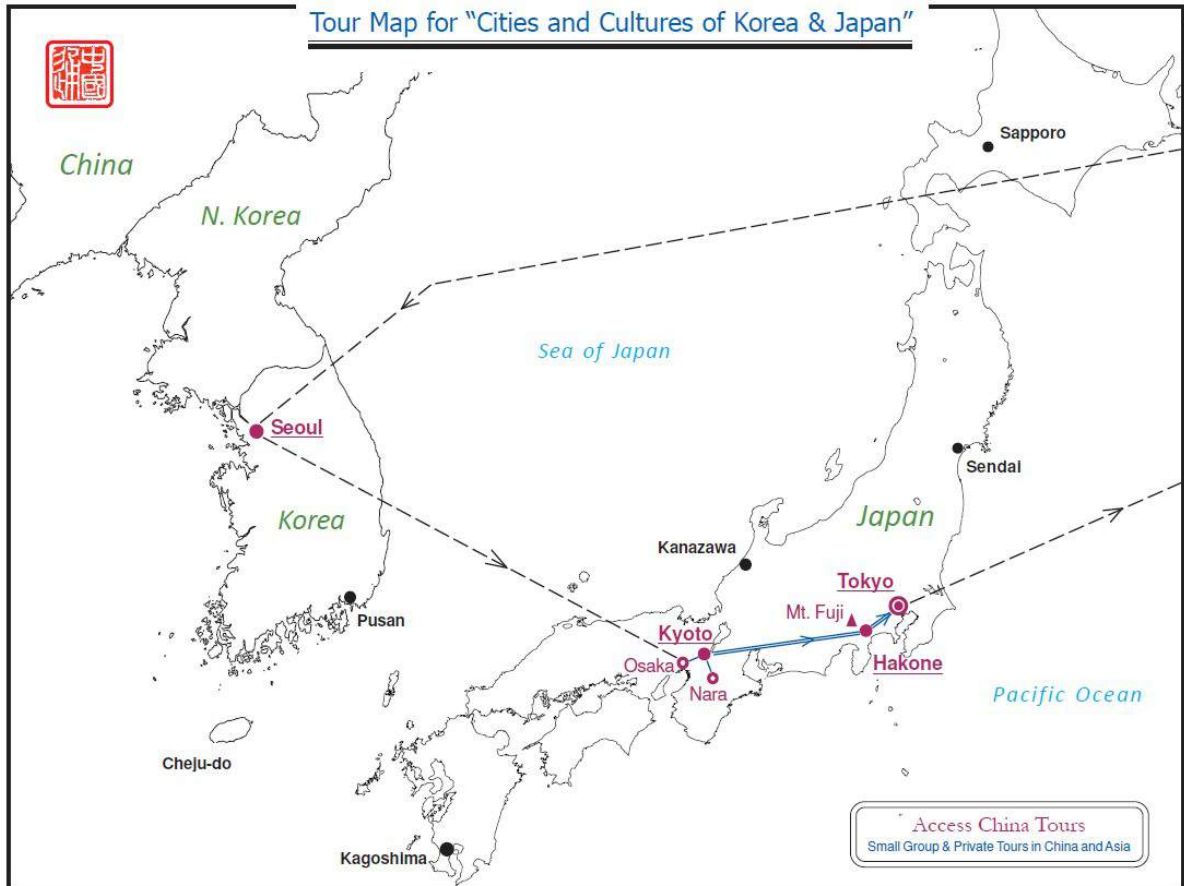 Tour Map for “Cities and Cultures of Korea & Japan”
中國
China
N. Korea
Sapporo
Sea of Japan
Seoul
Sendai
Korea
Japan
Kanazawa
Tokyo
Pusan
Mt. Fuji
Kyoto
Osaka
Hakone
Nara
Pacific Ocean
Cheju-do
Kagoshima
Access China Tours
Small Group & Private Tours in China and Asia